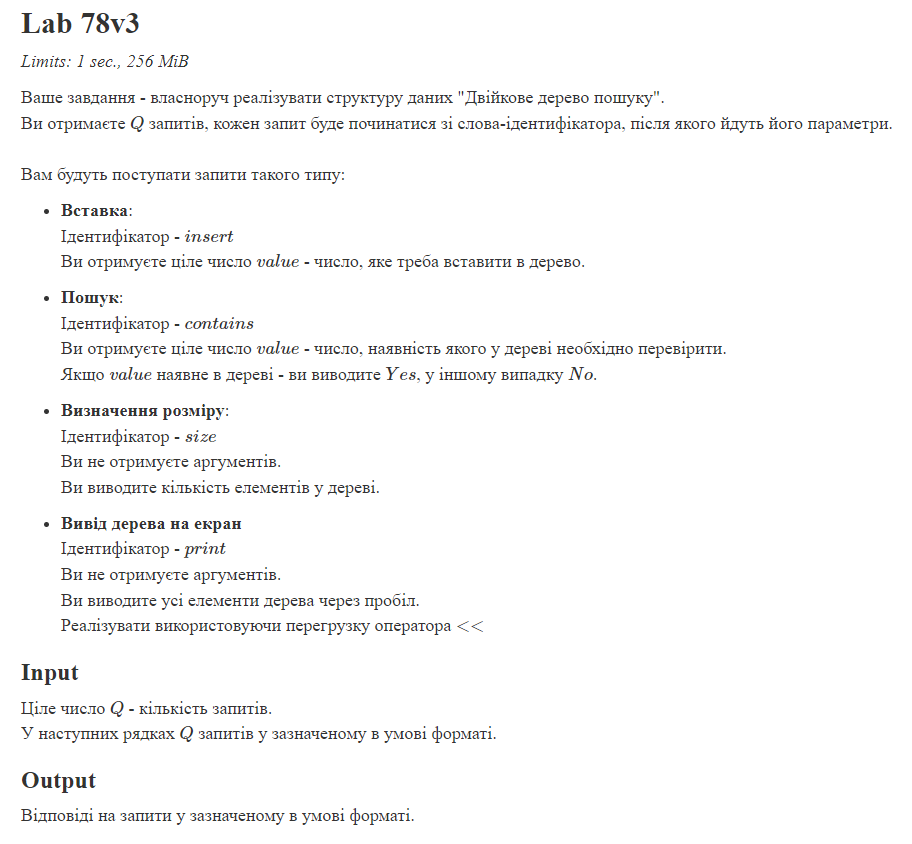 Lab 78v3
Limits: 1 sec., 256 MiB
Ваше завдання - власноруч реалізувати структуру даних "Двійкове дерево пошуку".
Ви отримаєте Q запитів, кожен запит буде починатися зі слова-ідентифікатора, після якого йдуть його параметри.
Вам будуть поступати запити такого типу:
• Вставка:
Ідентифікатор - insert
Ви отримуєте ціле число value - число, яке треба вставити в дерево.
• Пошук:
Ідентифікатор - contains
Ви отримуєте ціле число value - число, наявність якого у дереві необхідно перевірити.
Якщо value наявне в дереві - ви виводите Yes, у іншому випадку No.
• Визначення розміру:
Ідентифікатор - size
Ви не отримуєте аргументів.
Ви виводите кількість елементів у дереві.
• Вивід дерева на екран
Ідентифікатор - print
Ви не отримуєте аргументів.
Ви виводите усі елементи дерева через пробіл.
Реалізувати використовуючи перегрузку оператора <<
Input
Ціле число Q - кількість запитів.
У наступних рядках Q запитів у зазначеному в умові форматі.
Output
Відповіді на запити у зазначеному в умові форматі.